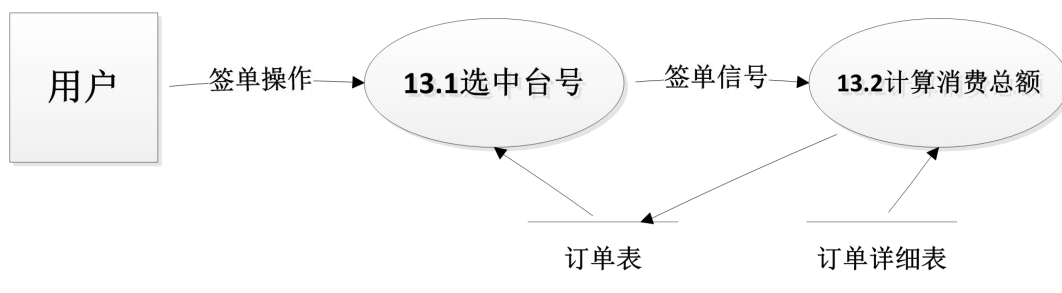 用户
签单操作
13.1选中台号
签单信号
13.2计算消费总额
订单表
订单详细表